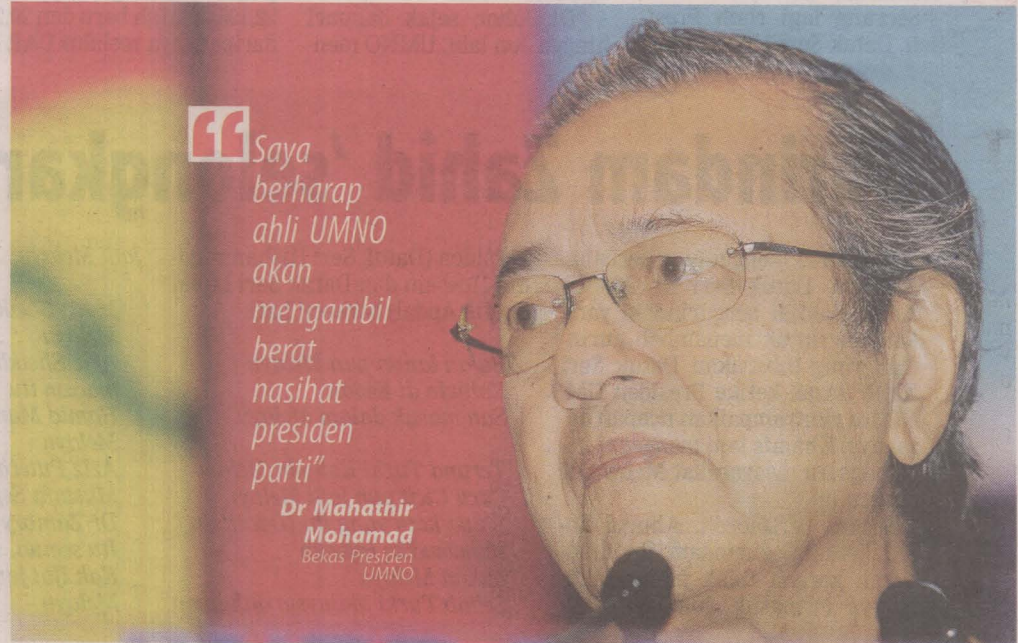 “Saya
berharap
ahli UMNO
akan
mengambil
berat
nasihat
presiden
parti”
Dr Mahathir
Mohamad
Bekas Presiden
UMNO